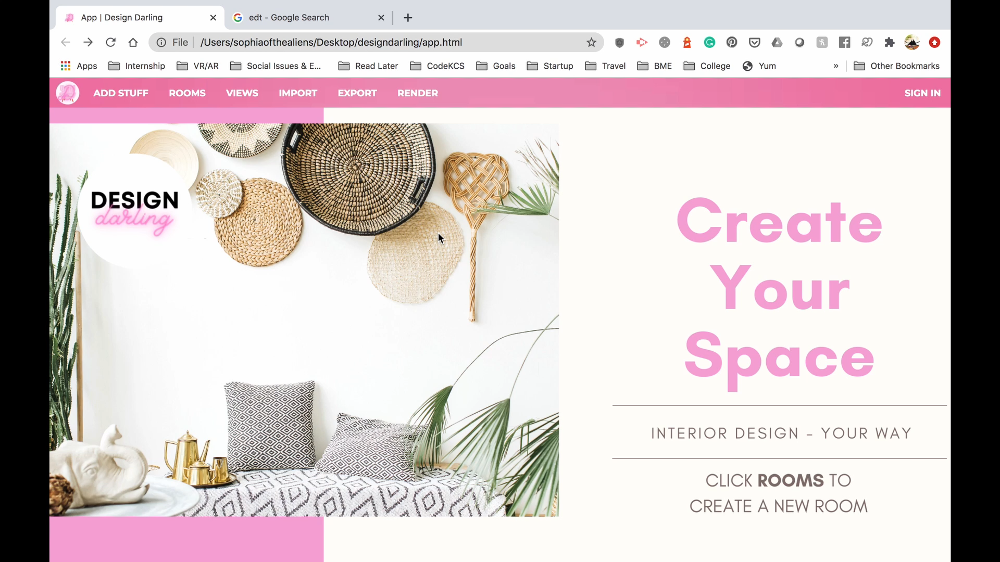 App | Design Darling
edt - Google Search
File
/Users/sophiaofthealiens/Desktop/designdarling/app.html
Apps Internship VR/AR Social Issues & E... Read Later CodeKCS Goals Startup Travel BME College Yum » Other Bookmarks
ADD STUFF ROOMS VIEWS IMPORT EXPORT RENDER SIGN IN
DESIGN
darling
Create
Your
Space
INTERIOR DESIGN - YOUR WAY
CLICK ROOMS TO
CREATE A NEW ROOM